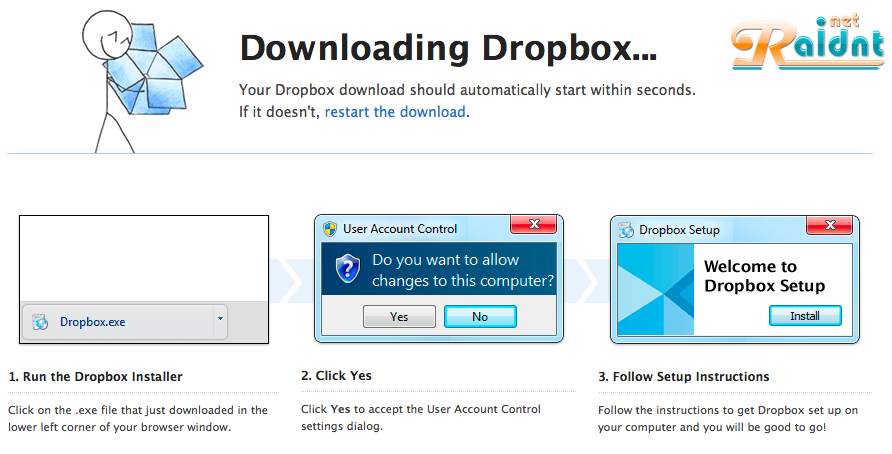 Downloading Dropbox...
net
Raidnt
Your Dropbox download should automatically start within seconds.
If it doesn't, restart the download.
Dropbox.exe
User Account Control
Do you want to allow
changes to this computer?
Yes
No
Dropbox Setup
Welcome to
Dropbox Setup
Install
1. Run the Dropbox Installer
Click on the .exe file that just downloaded in the
lower left corner of your browser window.
2. Click Yes
Click Yes to accept the User Account Control
settings dialog.
3. Follow Setup Instructions
Follow the instructions to get Dropbox set up on
your computer and you will be good to go!